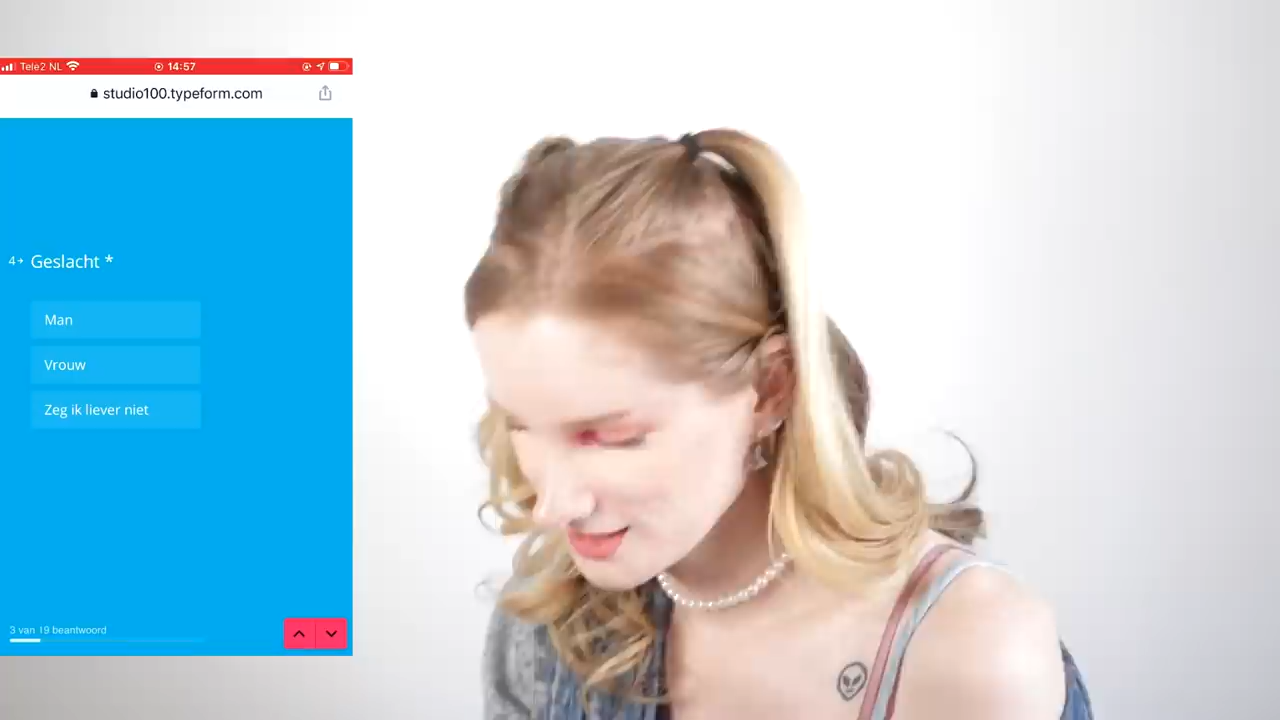 Tele2 NL
14:57
studio100.typeform.com
4
Geslacht *
Man
Vrouw
Zeg ik liever niet
3 van 19 beantwoord